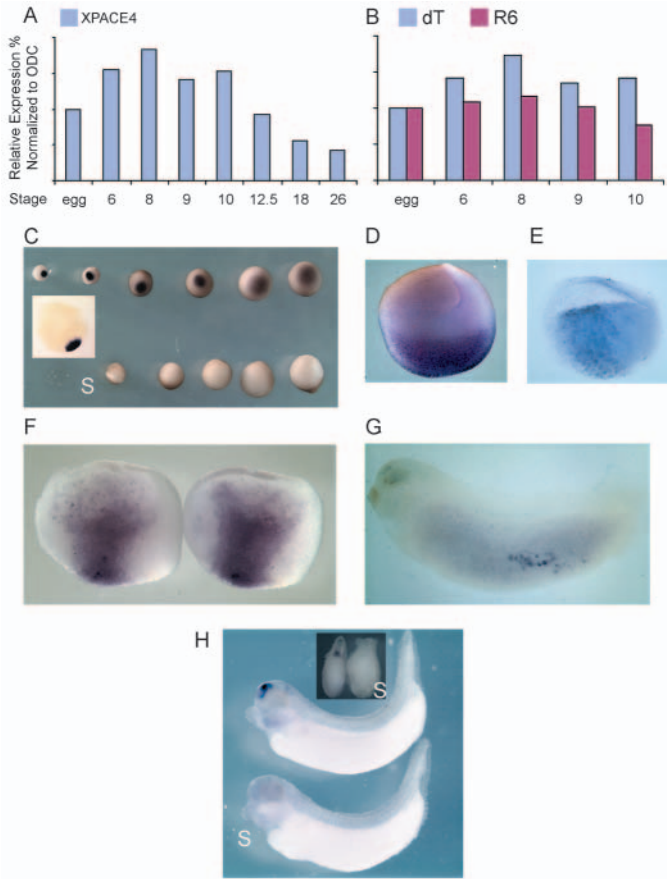 A
XPACE4
Relative Expression %
Normalized to ODC
Stage
egg 6 8 9 10 12.5 18 26
B
dT R6
egg 6 8 9 10
C
S
D
E
F
G
H
S
S